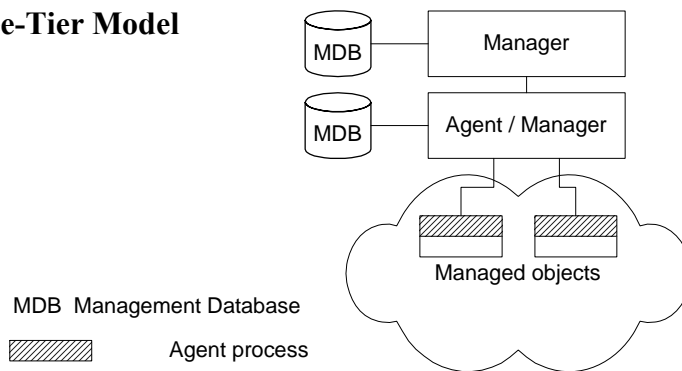 e-Tier Model
MDB
Manager
MDB
Agent / Manager
Managed objects
MDB Management Database
Agent process